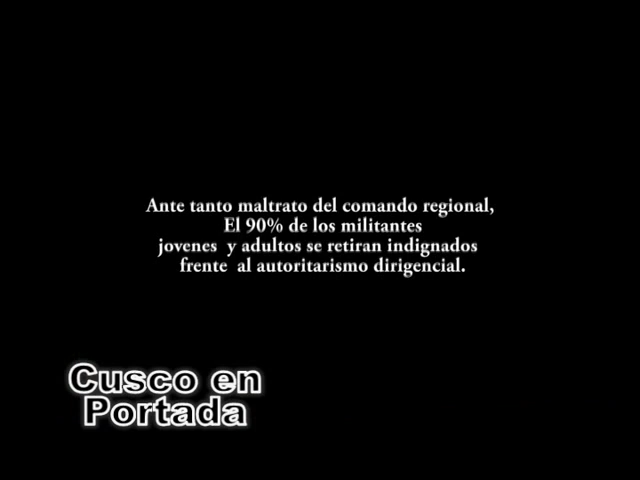 Ante tanto maltrato del comando regional,
El 90% de los militantes
jovenes y adultos se retiran indignados
frente al autoritarismo dirigencial.
Cusco en
Portada